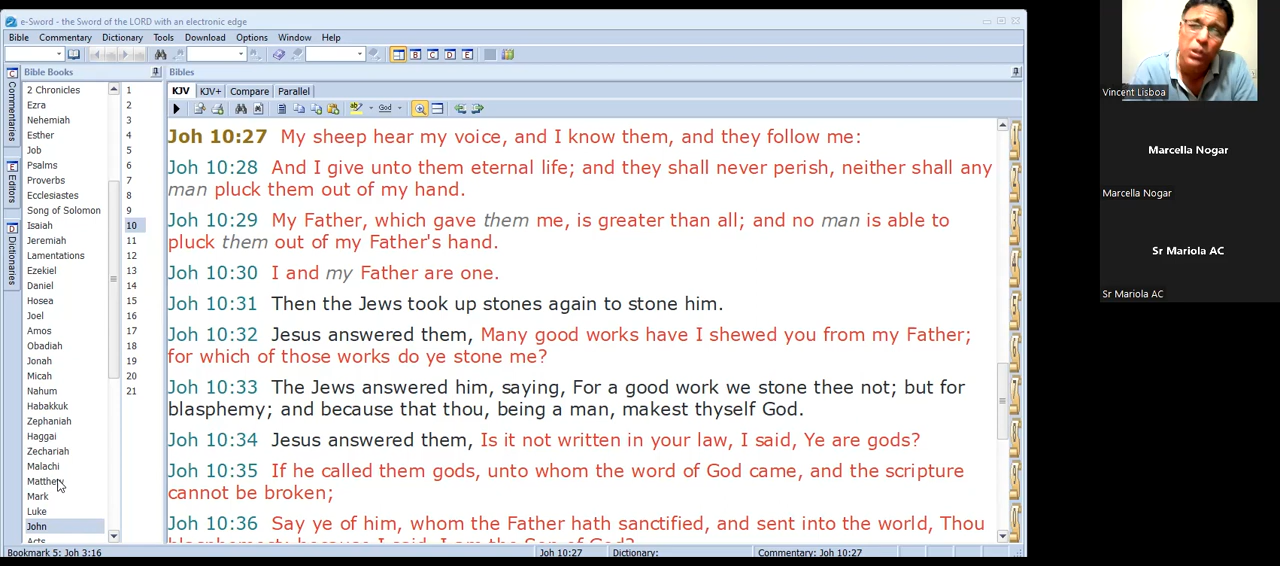 e-Sword - the Sword of the LORD with an electronic edge
Bible Commentary Dictionary Tools Download Options Window Help
B C D E
Bible Books
Bibles
Commentaries
Editors
Dictionaries
2 Chronicles
Ezra
Nehemiah
Esther
Job
Psalms
Proverbs
Ecclesiastes
Song of Solomon
Isaiah
Jeremiah
Lamentations
Ezekiel
Daniel
Hosea
Joel
Amos
Obadiah
Jonah
Micah
Nahum
Habakkuk
Zephaniah
Haggai
Zechariah
Malachi
Matthew
Mark
Luke
John
Acts
1
2
3
4
5
6
7
8
9
10
11
12
13
14
15
16
17
18
19
20
21
KJV KJV+ Compare Parallel
God
Joh 10:27 My sheep hear my voice, and I know them, and they follow me:
Joh 10:28 And I give unto them eternal life; and they shall never perish, neither shall any
man pluck them out of my hand.
Joh 10:29 My Father, which gave them me, is greater than all; and no man is able to
pluck them out of my Father's hand.
Joh 10:30 I and my Father are one.
Joh 10:31 Then the Jews took up stones again to stone him.
Joh 10:32 Jesus answered them, Many good works have I shewed you from my Father;
for which of those works do ye stone me?
Joh 10:33 The Jews answered him, saying, For a good work we stone thee not; but for
blasphemy; and because that thou, being a man, makest thyself God.
Joh 10:34 Jesus answered them, Is it not written in your law, I said, Ye are gods?
Joh 10:35 If he called them gods, unto whom the word of God came, and the scripture
cannot be broken;
Joh 10:36 Say ye of him, whom the Father hath sanctified, and sent into the world, Thou
blasphemest; because I said, I am the Son of God?
Bookmark 5: Joh 3:16
Joh 10:27
Dictionary:
Commentary: Joh 10:27
Vincent Lisboa
Marcella Nogar
Marcella Nogar
Sr Mariola AC
Sr Mariola AC